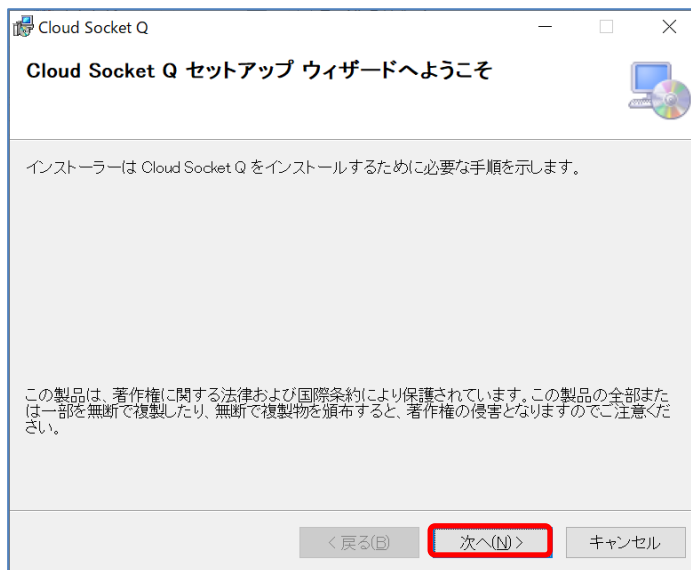 Cloud Socket Q
Cloud Socket Q セットアップ ウィザードへようこそ
インストーラーは Cloud Socket Q をインストールするために必要な手順を示します。
この製品は、著作権に関する法律および国際条約により保護されています。この製品の全部また
は一部を無断で複製したり、無断で複製物を頒布すると、著作権の侵害となりますのでご注意くだ
さい。
< 戻る(B)
次へ(N) >
キャンセル